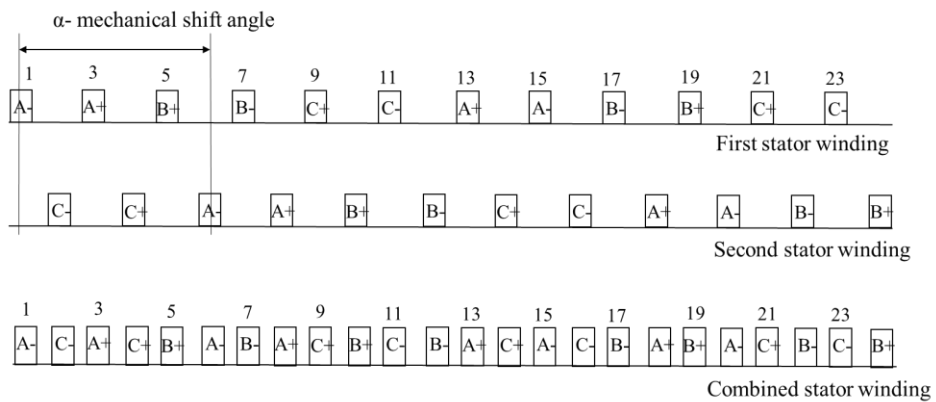 α- mechanical shift angle
1 3 5 7 9 11 13 15 17 19 21 23
A- A+ B+ B- C+ C- A+ A- B- B+ C+ C-
First stator winding
C- C+ A- A+ B+ B- C+ C- A+ A- B- B+
Second stator winding
1 3 5 7 9 11 13 15 17 19 21 23
A- C- A+ C+ B+ A- B- A+ C+ B+ C- B- A+ C+ A- C- B- A+ B+ A- C+ B- C- B+
Combined stator winding